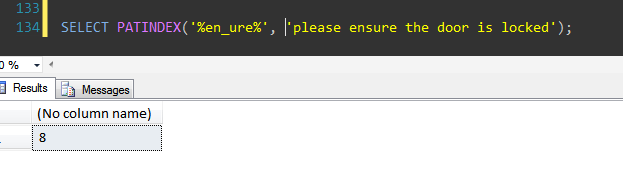 133
134 SELECT PATINDEX('%en_ure%', 'please ensure the door is locked');
0 %
Results Messages
(No column name)
8